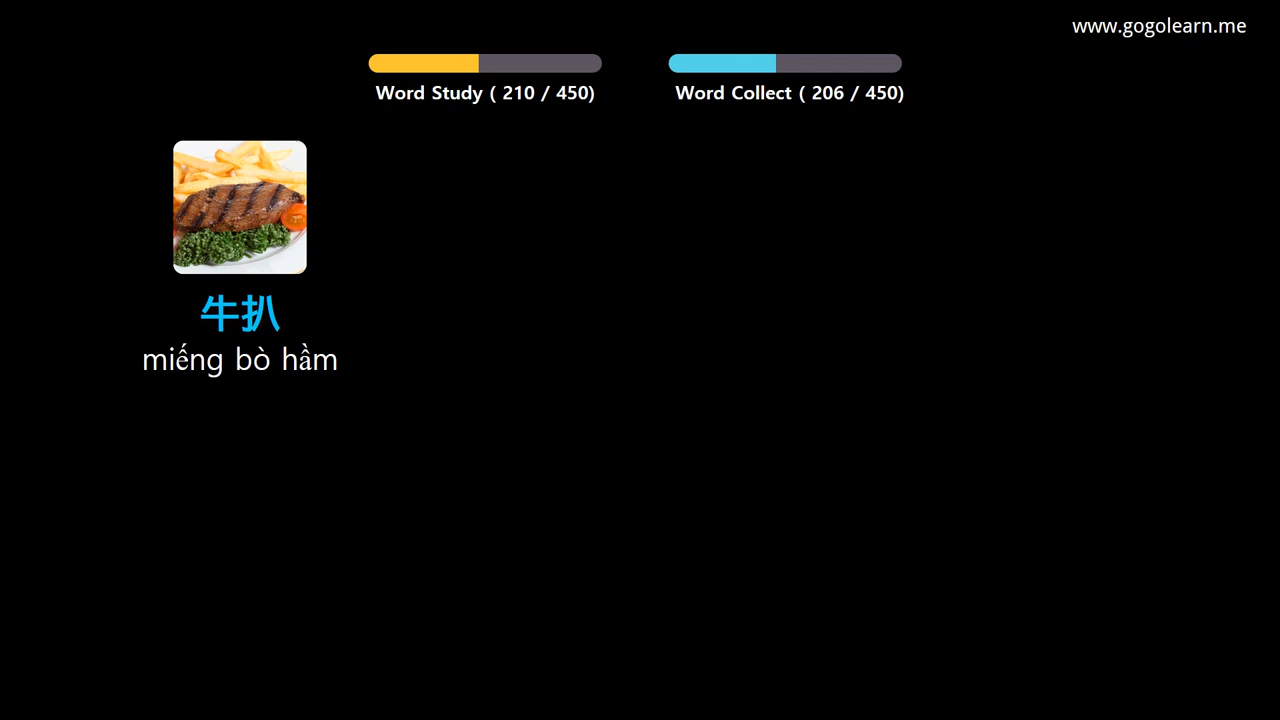 www.gogolearn.me
Word Study ( 210 / 450)
Word Collect ( 206 / 450)
牛扒
miếng bò hầm